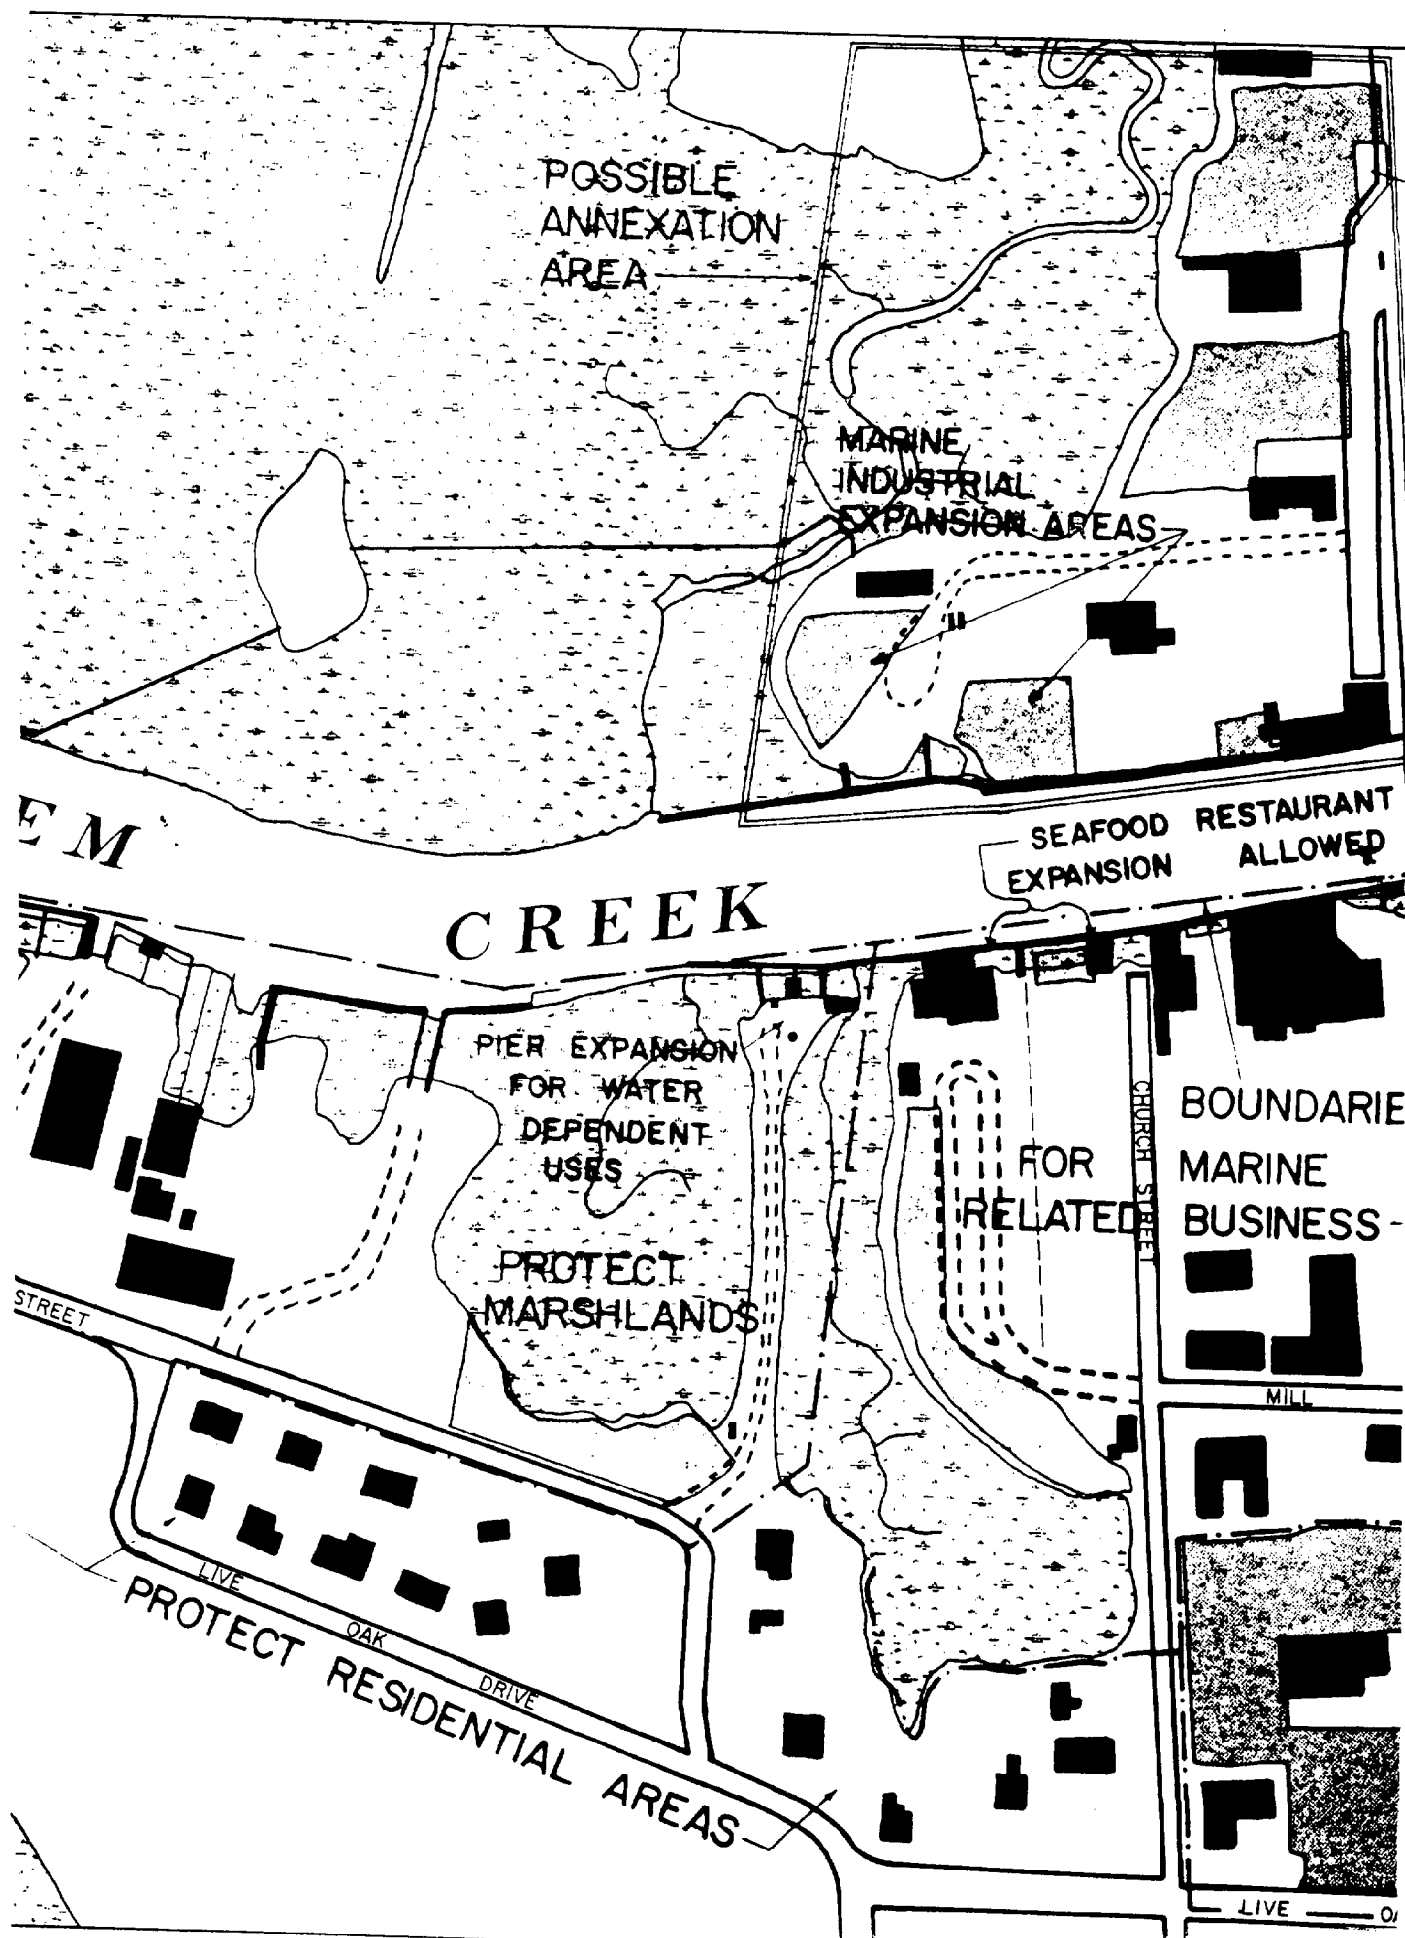 POSSIBLE
ANNEXATION
AREA
MARINE
INDUSTRIAL
EXPANSION AREAS
EM
CREEK
SEAFOOD RESTAURANT
EXPANSION ALLOWED
PIER EXPANSION
FOR WATER
DEPENDENT
USES
PROTECT
MARSHLANDS
CHURCH STREET
BOUNDARIE
FOR MARINE
RELATED BUSINESS-
STREET
MILL
LIVE OAK DRIVE
PROTECT RESIDENTIAL AREAS
LIVE OA